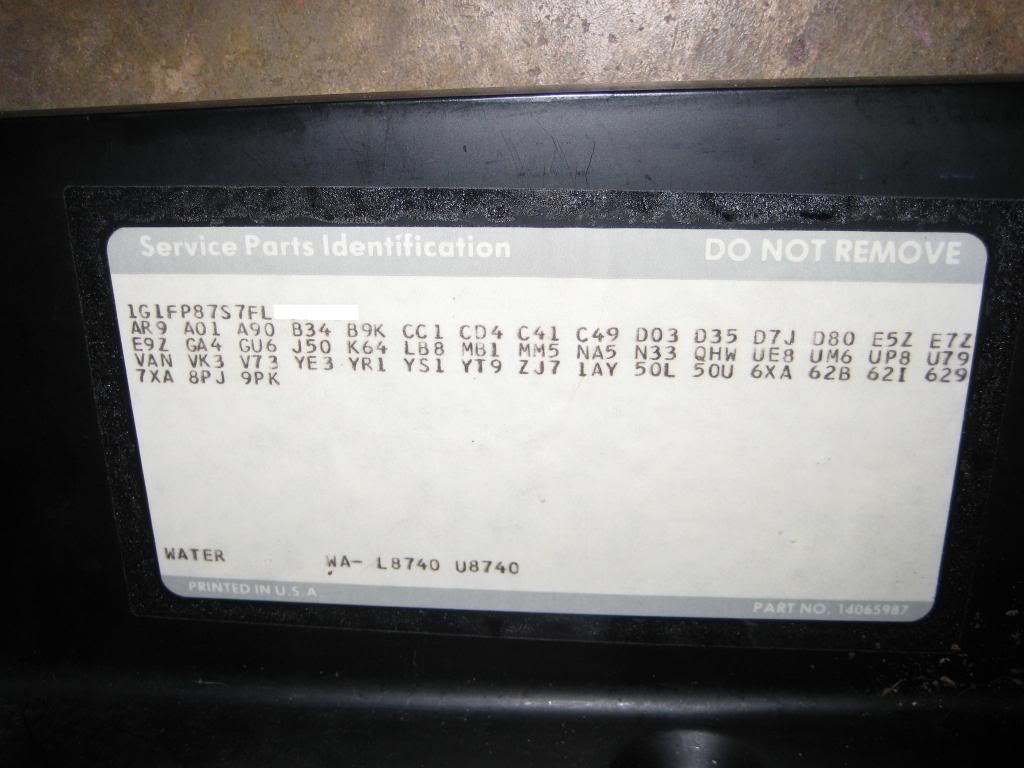 Service Parts Identification DO NOT REMOVE
1G1FP87S7FL
AR9 A01 A90 B34 B9K CC1 CD4 C41 C49 D03 D35 D7J D80 E5Z E7Z
E9Z GA4 GU6 J50 K64 LB8 MB1 MM5 NA5 N33 QHW UE8 UM6 UP8 U79
VAN VK3 V73 YE3 YR1 YS1 YT9 ZJ7 1AY 50L 50U 6XA 62B 62I 629
7XA 8PJ 9PK
WATER WA- L8740 U8740
PRINTED IN U.S.A. PART NO. 14065987